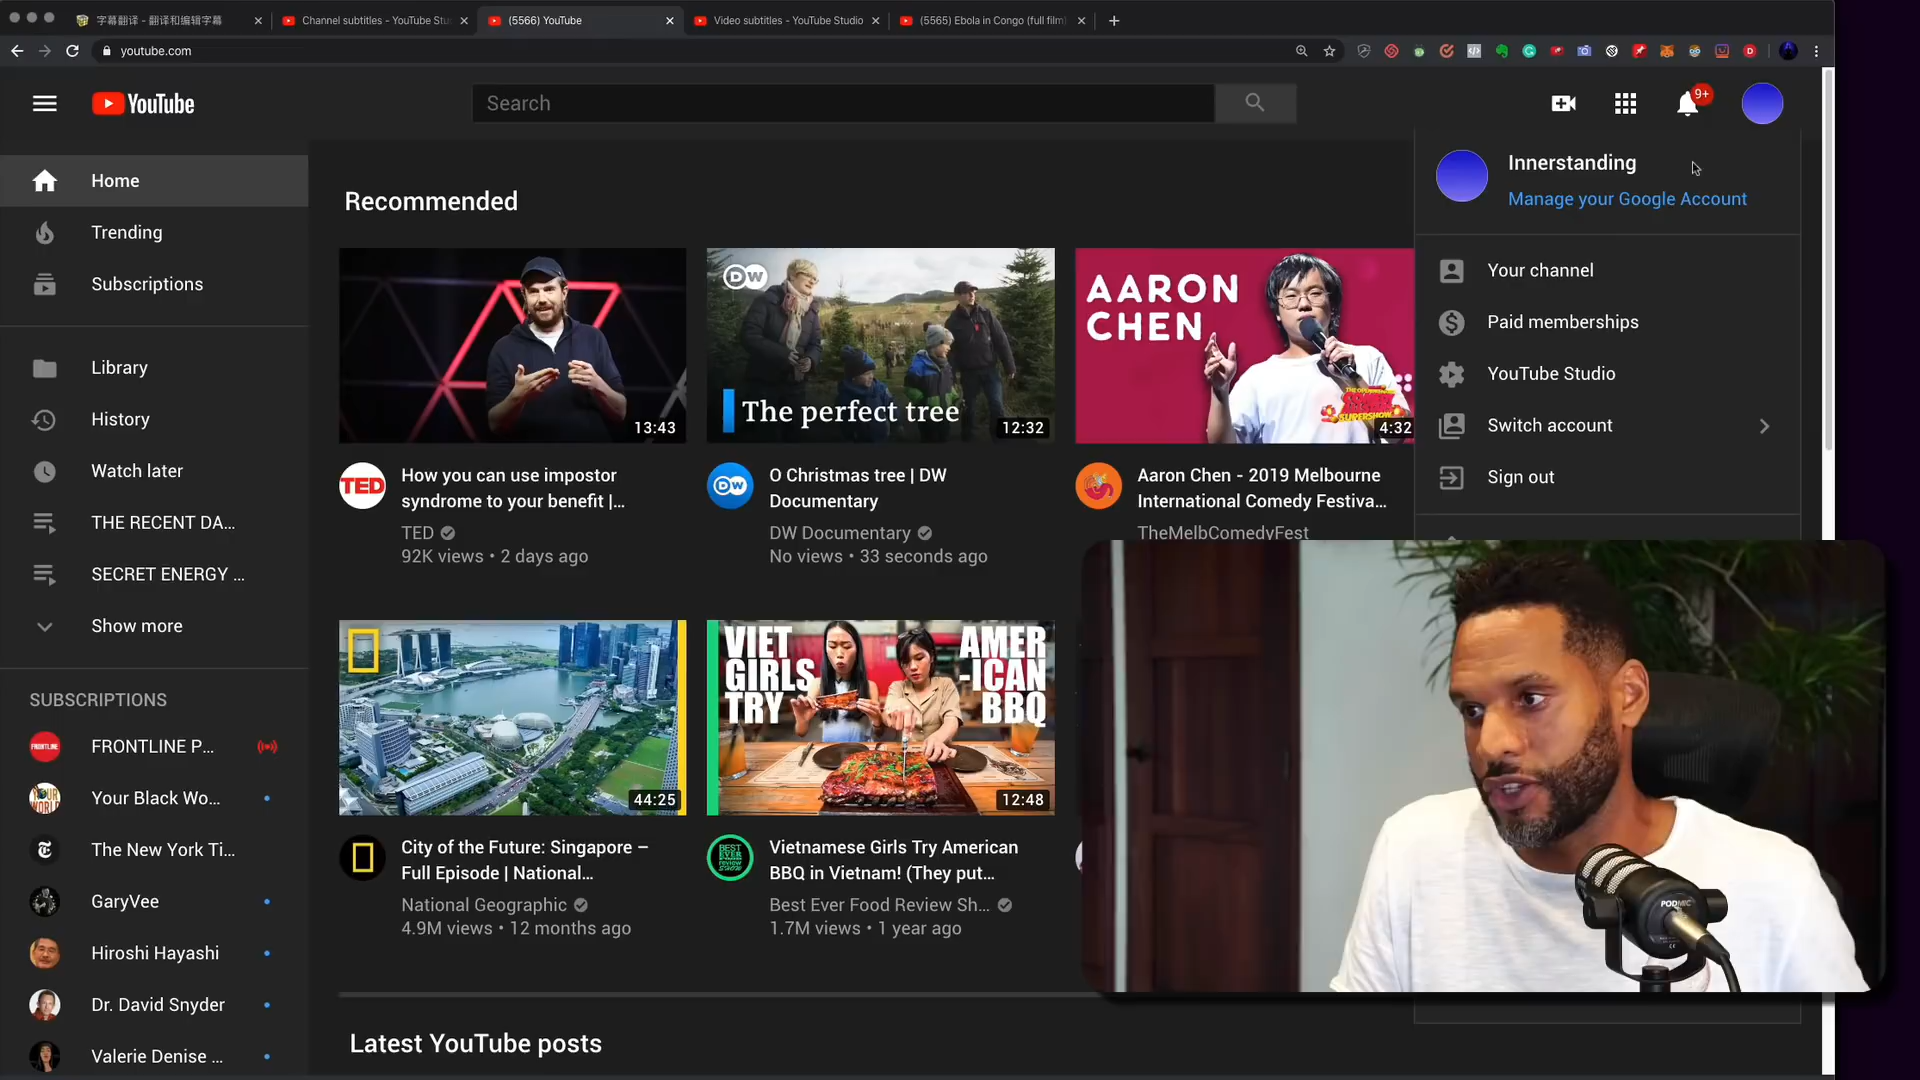 字幕翻译 - 翻译和编辑字幕
Channel subtitles - YouTube Stu
(5566) YouTube
Video subtitles - YouTube Studio
(5565) Ebola in Congo (full film)
youtube.com
YouTube
Search
9+
Home
Trending
Subscriptions
Library
History
Watch later
THE RECENT DA...
SECRET ENERGY ...
Show more
SUBSCRIPTIONS
FRONTLINE
FRONTLINE P...
Your Black Wo...
The New York Ti...
GaryVee
Hiroshi Hayashi
Dr. David Snyder
Valerie Denise ...
Recommended
13:43
TED
How you can use impostor
syndrome to your benefit |...
TED
92K views • 2 days ago
DW
The perfect tree
12:32
DW
O Christmas tree | DW
Documentary
DW Documentary
No views • 33 seconds ago
AARON
CHEN
SUPERSHOW
4:32
Aaron Chen - 2019 Melbourne
International Comedy Festiva...
TheMelbComedyFest
44:25
City of the Future: Singapore –
Full Episode | National...
National Geographic
4.9M views • 12 months ago
VIET
GIRLS
TRY
AMER
-ICAN
BBQ
12:48
BEST
EVER
Vietnamese Girls Try American
BBQ in Vietnam! (They put...
Best Ever Food Review Sh...
1.7M views • 1 year ago
Latest YouTube posts
Innerstanding
Manage your Google Account
Your channel
Paid memberships
YouTube Studio
Switch account
Sign out
PODMIC